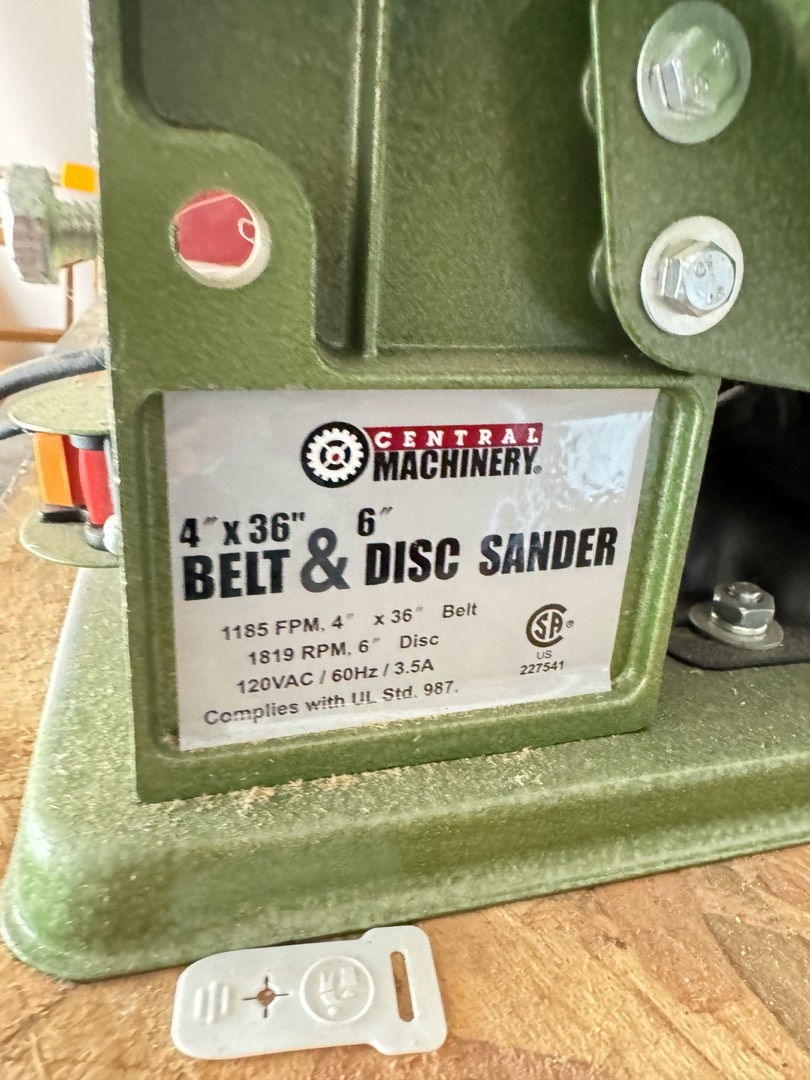 CENTRAL
MACHINERY®
4″ x 36" 6″
BELT & DISC SANDER
1185 FPM, 4″ x 36″ Belt
1819 RPM, 6″ Disc
120VAC / 60Hz / 3.5A
Complies with UL Std. 987.
SA®
US
227541